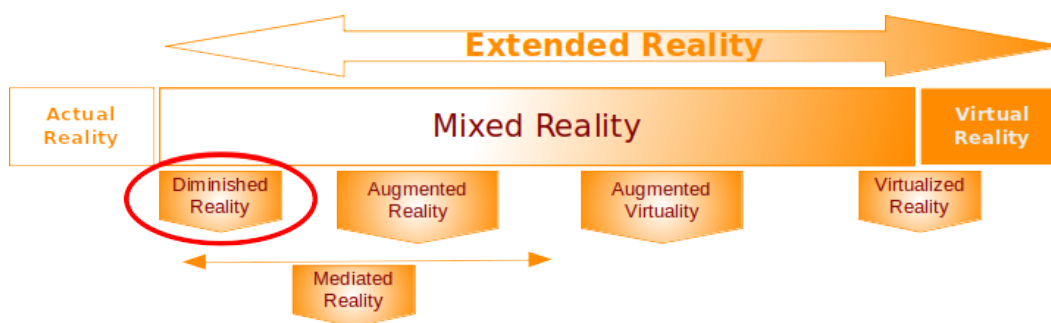 Extended Reality
Actual
Reality
Mixed Reality
Virtual
Reality
Diminished
Reality
Augmented
Reality
Augmented
Virtuality
Virtualized
Reality
Mediated
Reality